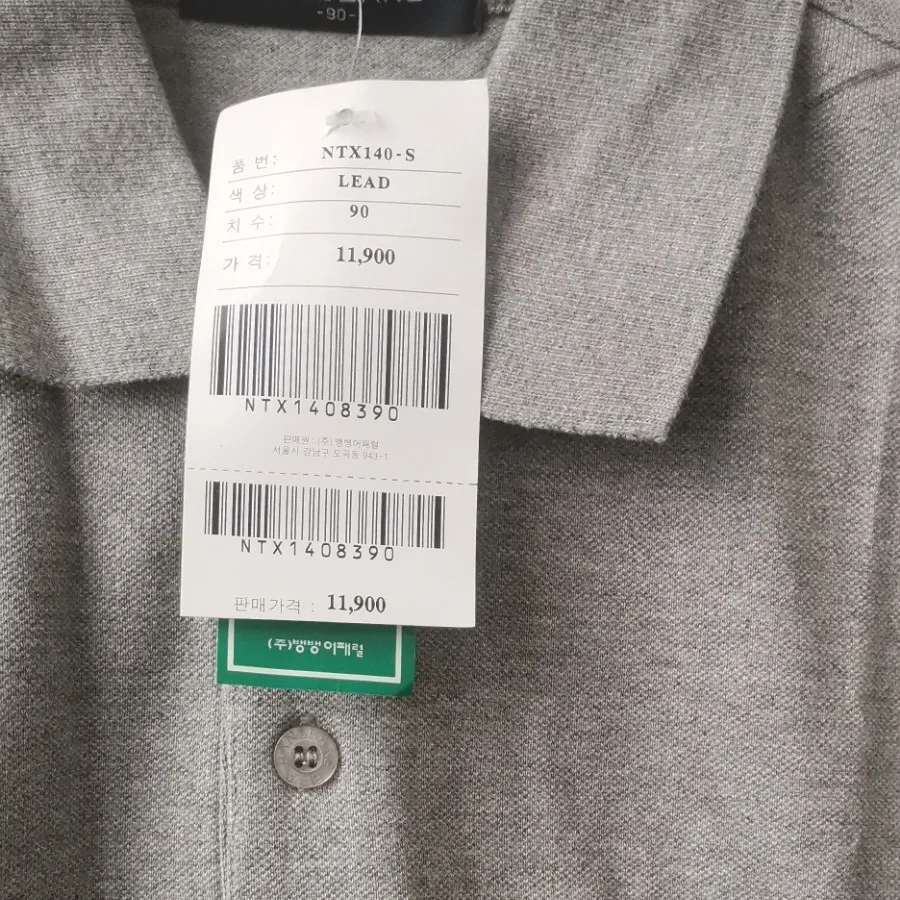 -90-
품 번: NTX140-S
색 상: LEAD
치 수: 90
가 격: 11,900
NTX1408390
판매원 : (주) 뱅뱅어패럴
서울시 강남구 도곡동 943-1
NTX1408390
판매가격 : 11,900
(주)뱅뱅어패럴